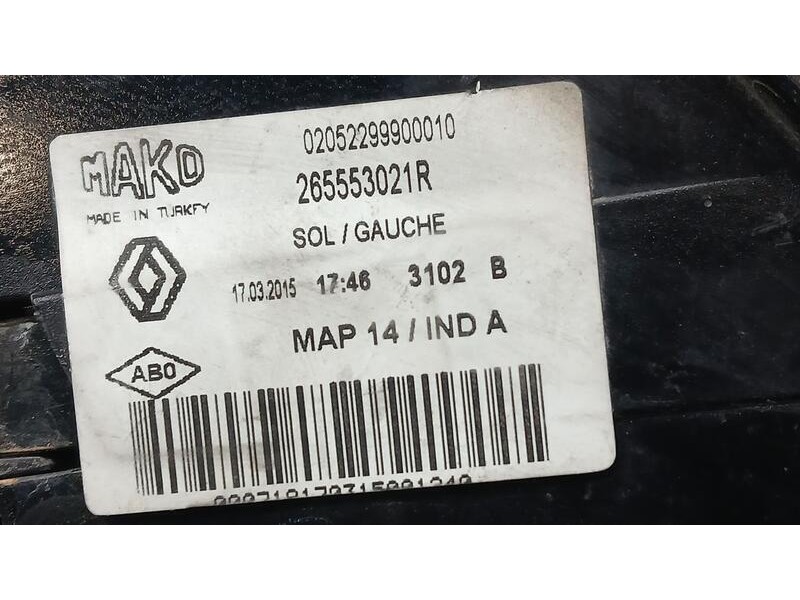 02052299900010
MAKO
265553021R
MADE IN TURKEY
SOL / GAUCHE
17.03.2015 17:46 3102 B
MAP 14 / IND A
ABO